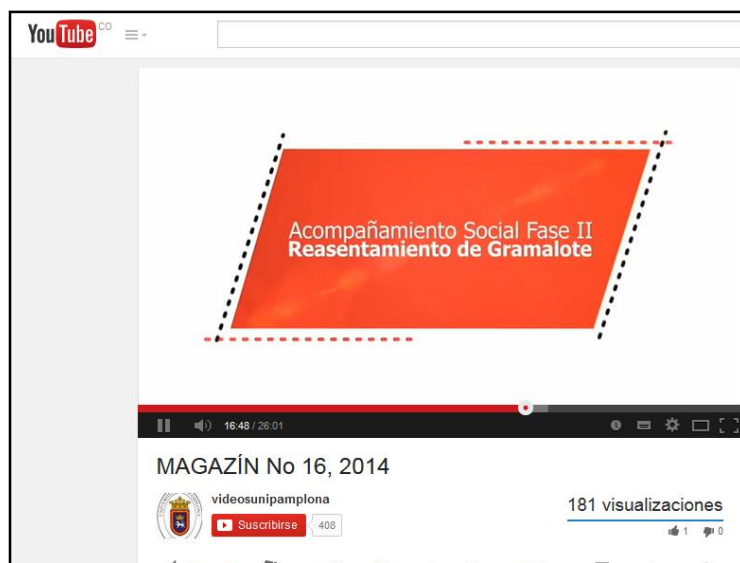 YouTube CO
Acompañamiento Social Fase II
Reasentamiento de Gramalote
16:48 / 26:01
MAGAZÍN No 16, 2014
videosunipamplona
Suscribirse 408
181 visualizaciones
1 0